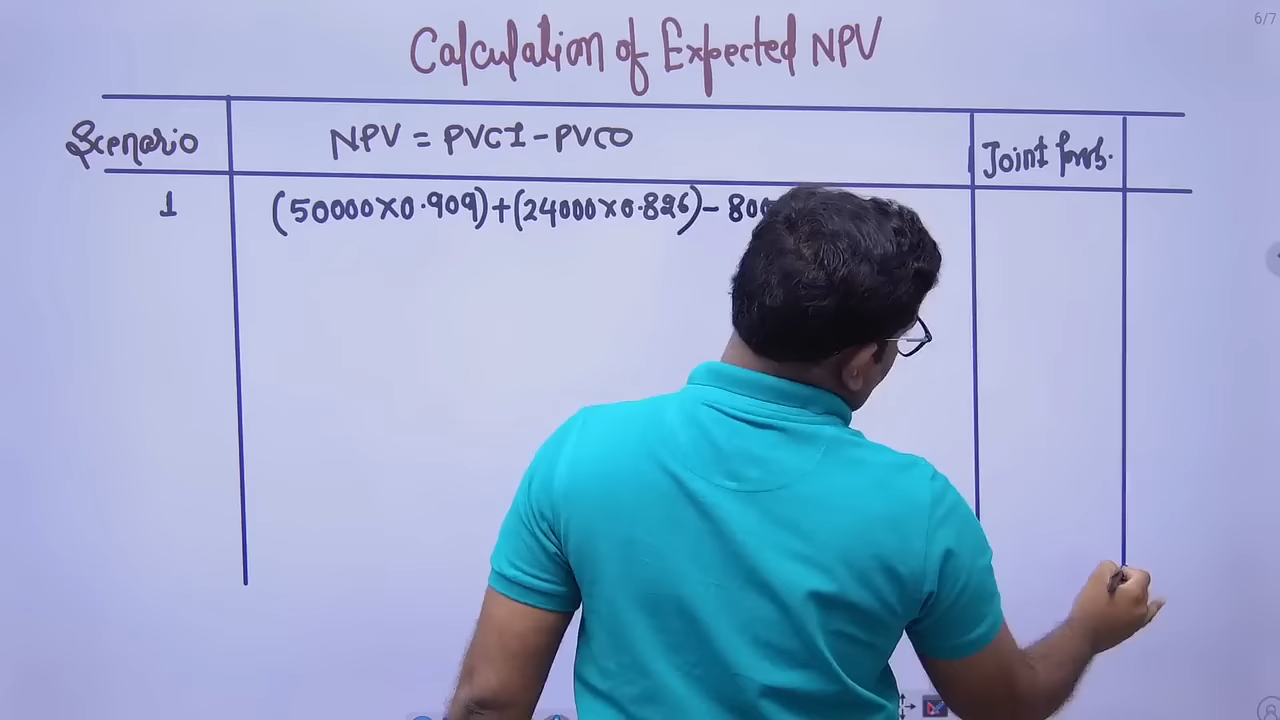 6/7
Calculation of Expected NPV
Scenario NPV = PVCI - PVCO Joint Prob.
1 (50000×0.909)+(24000×0.826)-